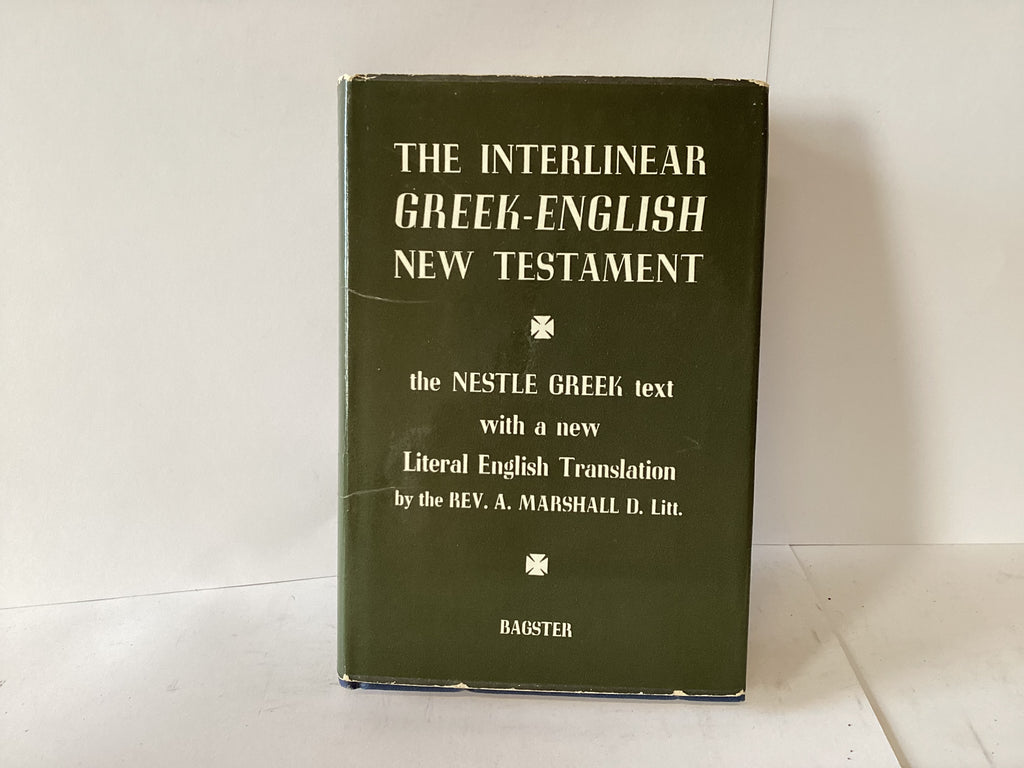 THE INTERLINEAR
GREEK-ENGLISH
NEW TESTAMENT
the NESTLE GREEK text
with a new
Literal English Translation
by the REV. A. MARSHALL D. Litt.
BAGSTER